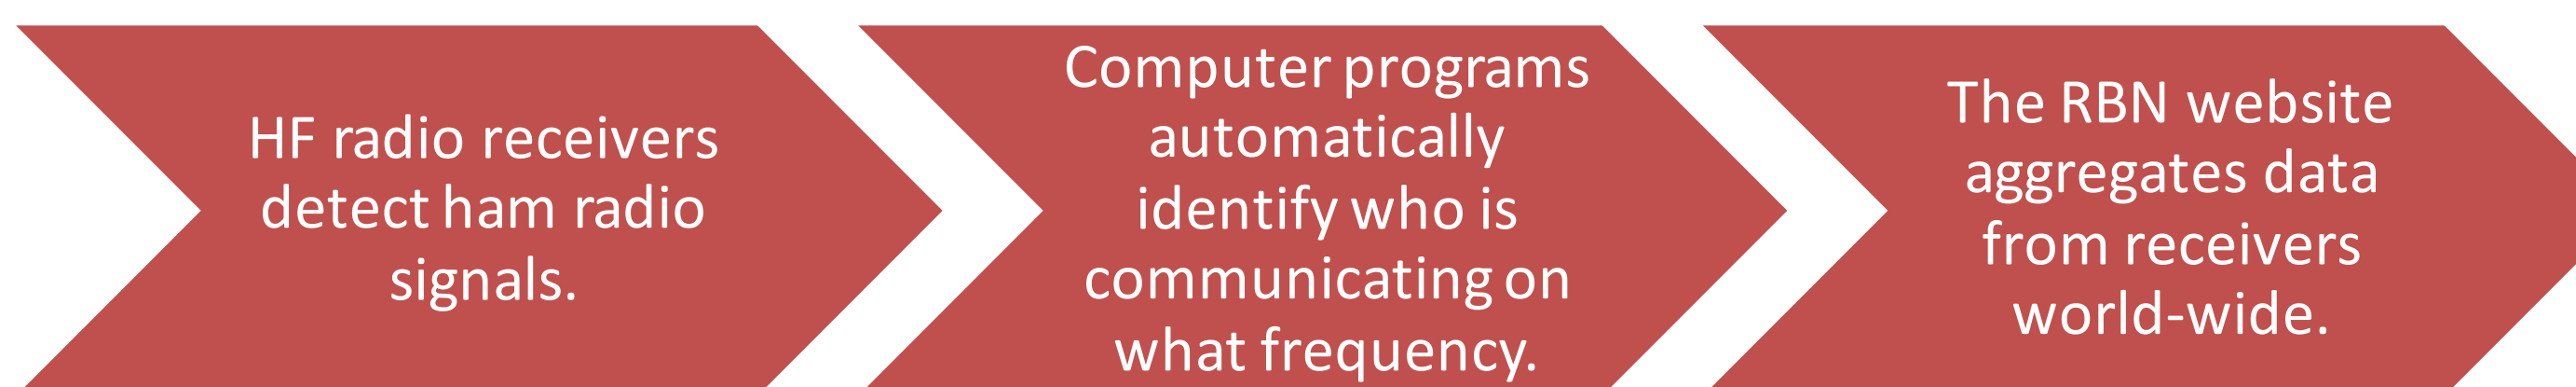 HF radio receivers
detect ham radio
signals.
Computer programs
automatically
identify who is
communicating on
what frequency.
The RBN website
aggregates data
from receivers
world-wide.